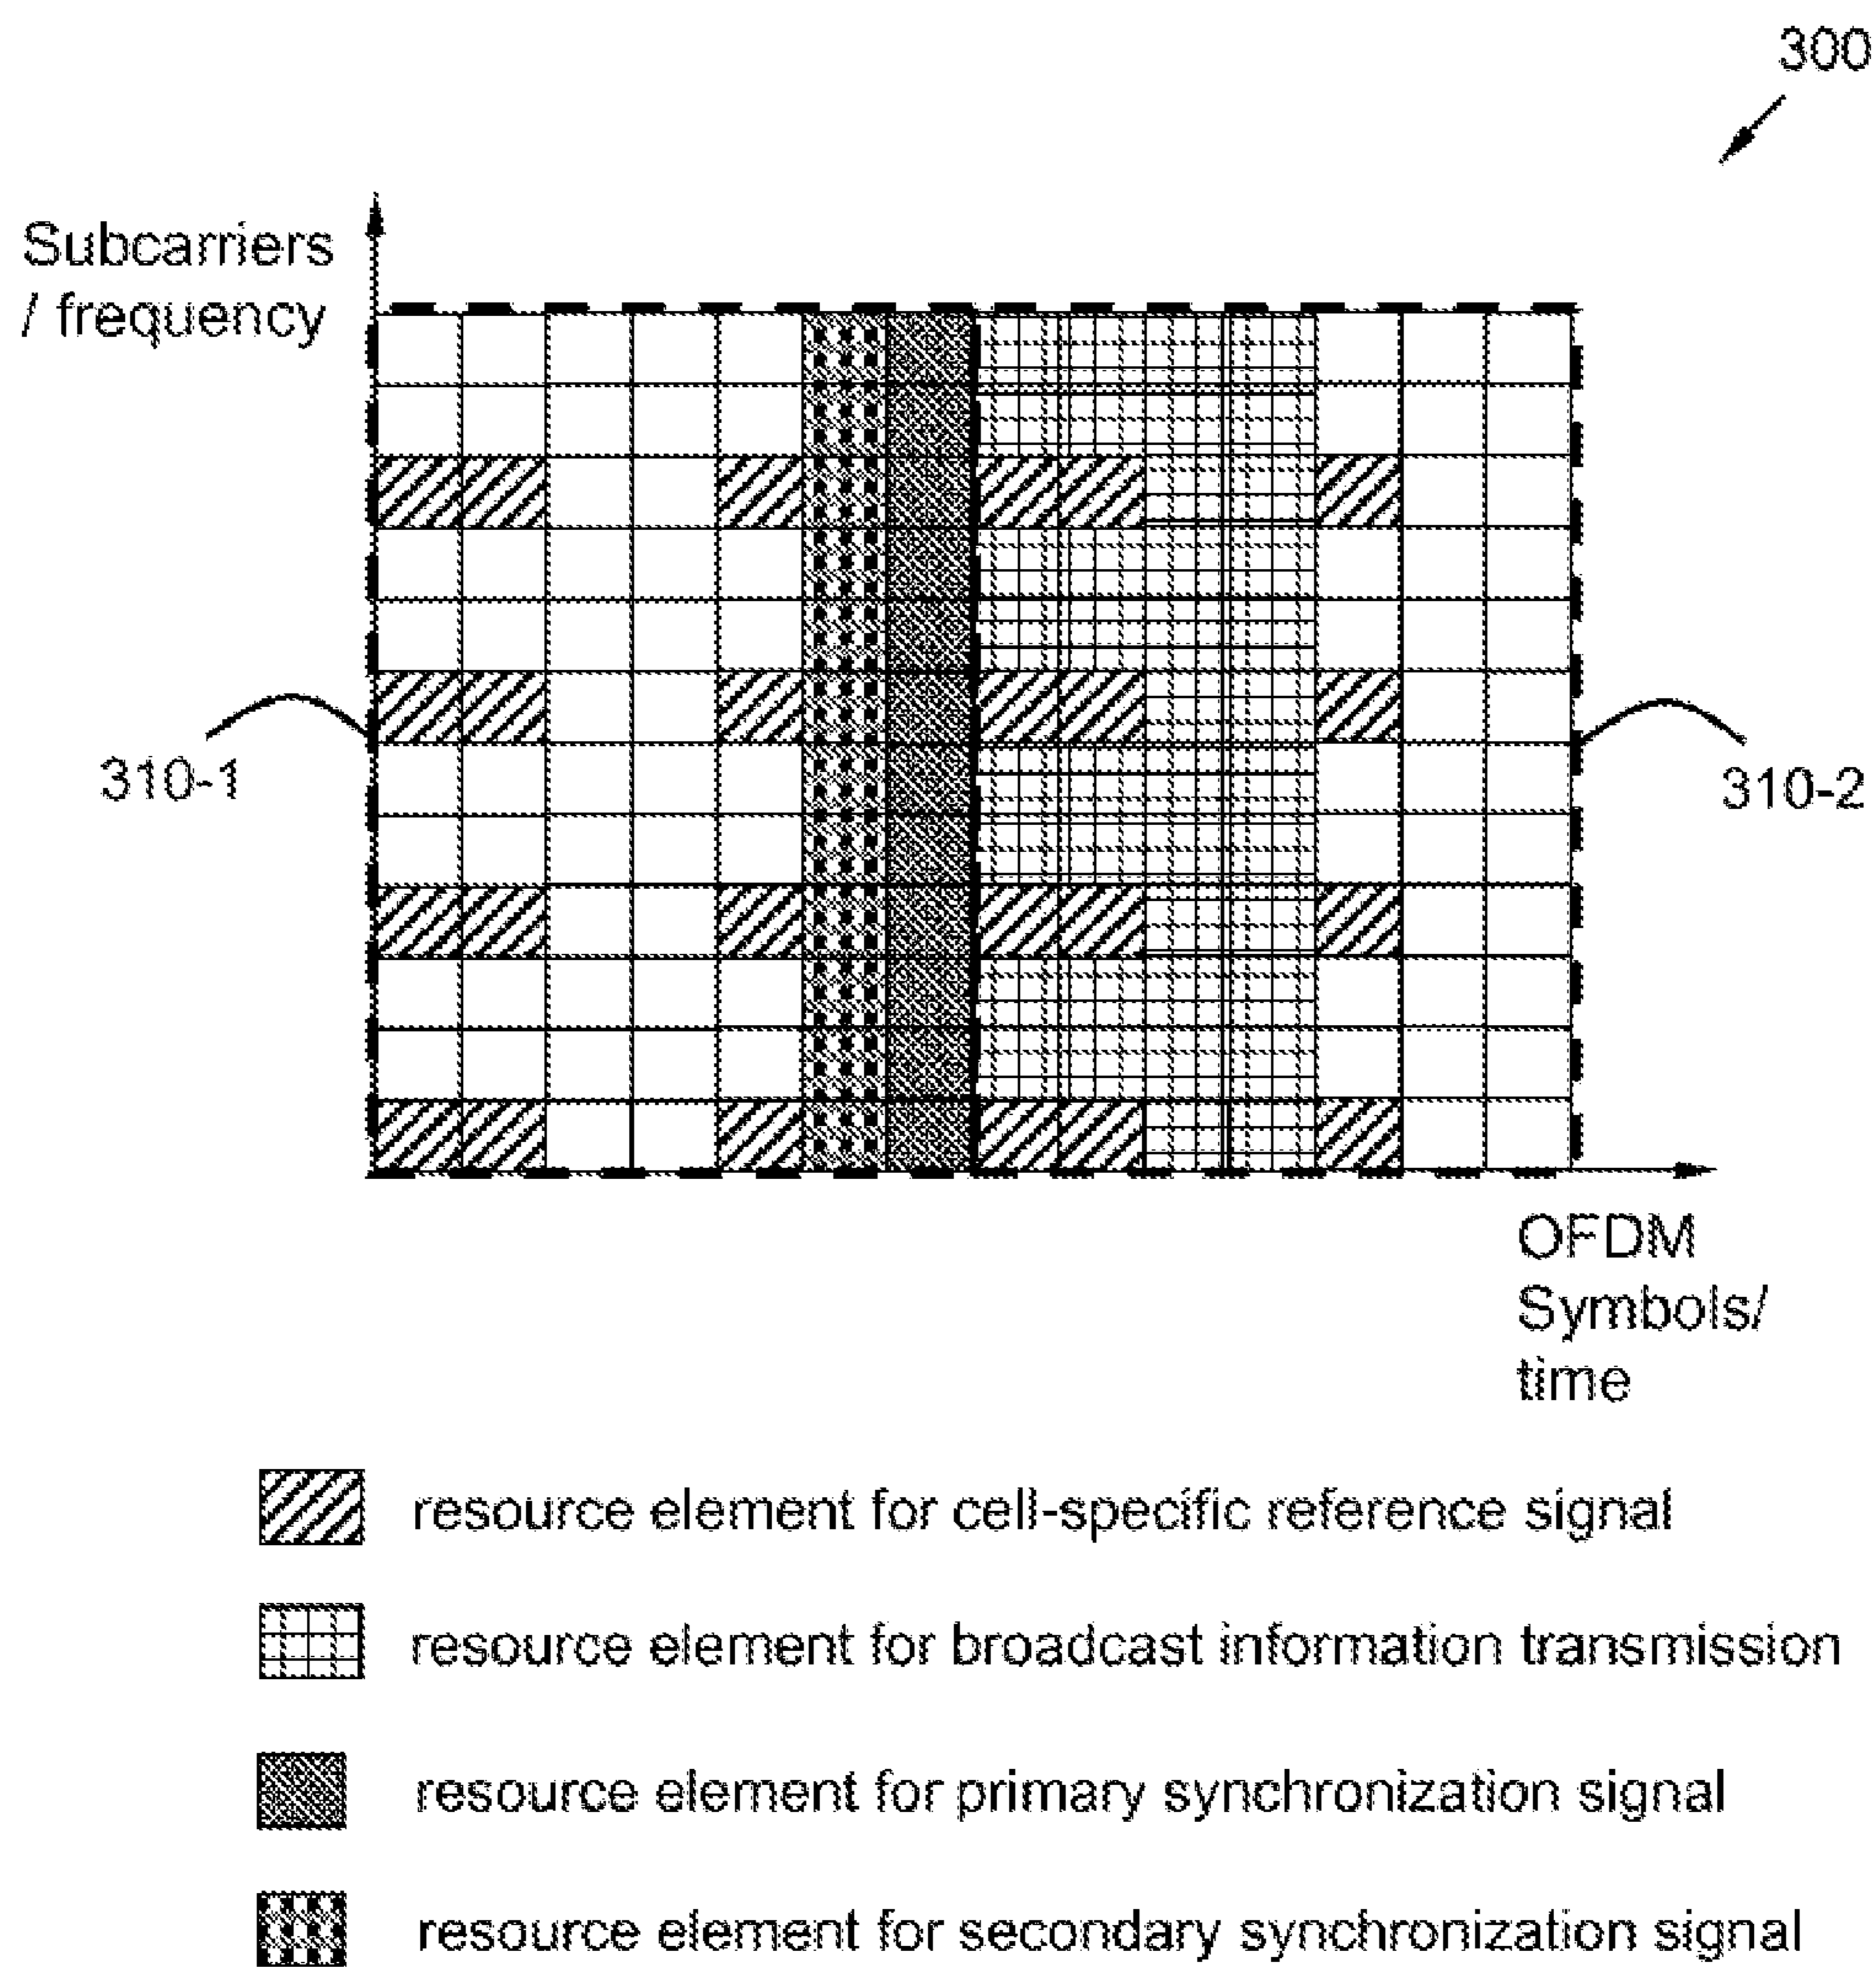 300
Subcarriers
/ frequency
310-1
310-2
OFDM
Symbols/
time
resource element for cell-specific reference signal
resource element for broadcast information transmission
resource element for primary synchronization signal
resource element for secondary synchronization signal